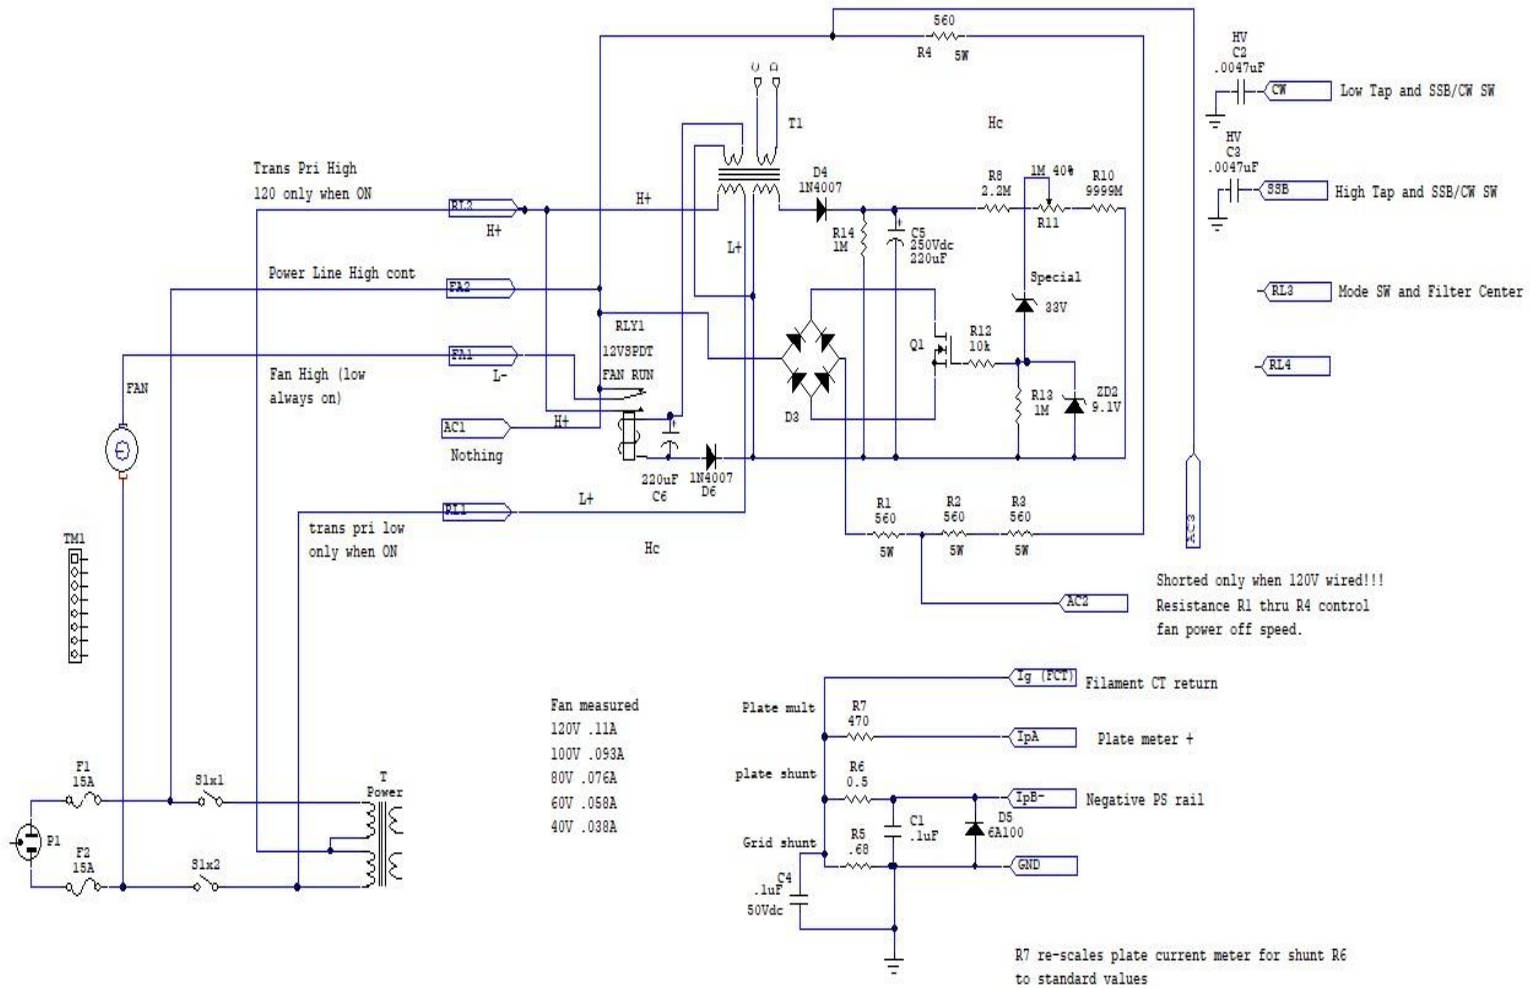 560
R4 5W
HV
C2
.0047uF
CW Low Tap and SSB/CW SW
C D
T1
Hc
HV
C3
.0047uF
SSB High Tap and SSB/CW SW
Trans Pri High
120 only when ON
RL2
H+
H+
D4
1N4007
R8
2.2M
1M 40%
R11
R10
9999M
R14
1M
C5
250Vdc
220uF
L+
Power Line High cont
FA2
Special
33V
RL3 Mode SW and Filter Center
RLY1
12VSPDT
FAN RUN
FA1
L-
Fan High (low
always on)
FAN
Q1
R12
10k
RL4
D3
R13
1M
ZD2
9.1V
AC1
H+
Nothing
220uF
C6
1N4007
D6
L+
RL1
trans pri low
only when ON
Hc
R1
560
5W
R2
560
5W
R3
560
5W
AC3
TM1
AC2
Shorted only when 120V wired!!!
Resistance R1 thru R4 control
fan power off speed.
Ig (FCT) Filament CT return
Fan measured
120V .11A
100V .093A
80V .076A
60V .058A
40V .038A
Plate mult
R7
470
IpA Plate meter +
plate shunt
R6
0.5
IpB- Negative PS rail
C1
.1uF
D5
6A100
Grid shunt
R5
.68
GND
C4
.1uF
50Vdc
F1
15A
S1x1
T
Power
P1
F2
15A
S1x2
R7 re-scales plate current meter for shunt R6
to standard values